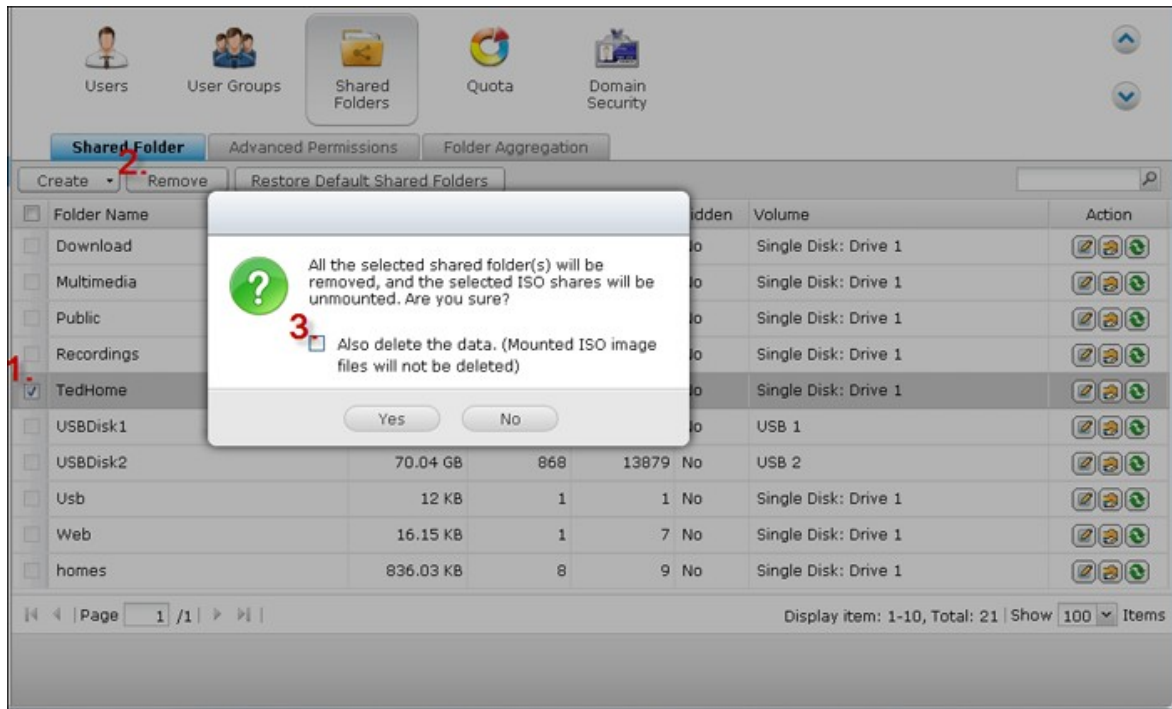 Users User Groups Shared Folders Quota Domain Security
Shared Folder Advanced Permissions Folder Aggregation
2.
Create Remove Restore Default Shared Folders
Folder Name idden Volume Action
Download No Single Disk: Drive 1
Multimedia No Single Disk: Drive 1
Public No Single Disk: Drive 1
Recordings No Single Disk: Drive 1
1.
TedHome No Single Disk: Drive 1
USBDisk1 No USB 1
USBDisk2 70.04 GB 868 13879 No USB 2
Usb 12 KB 1 1 No Single Disk: Drive 1
Web 16.15 KB 1 7 No Single Disk: Drive 1
homes 836.03 KB 8 9 No Single Disk: Drive 1
All the selected shared folder(s) will be
removed, and the selected ISO shares will be
unmounted. Are you sure?
3.
Also delete the data. (Mounted ISO image
files will not be deleted)
Yes No
Page 1 /1 Display item: 1-10, Total: 21 Show 100 Items